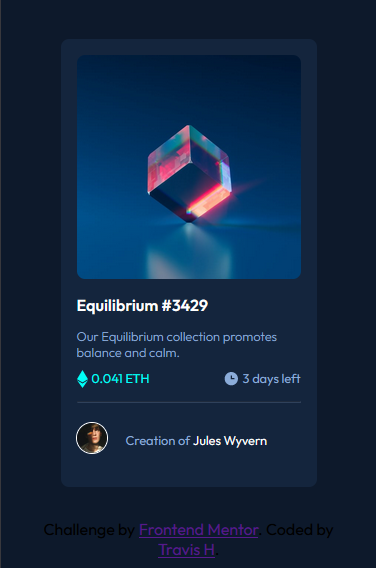 Equilibrium #3429
Our Equilibrium collection promotes
balance and calm.
0.041 ETH 3 days left
Creation of Jules Wyvern
Challenge by Frontend Mentor. Coded by
Travis H.